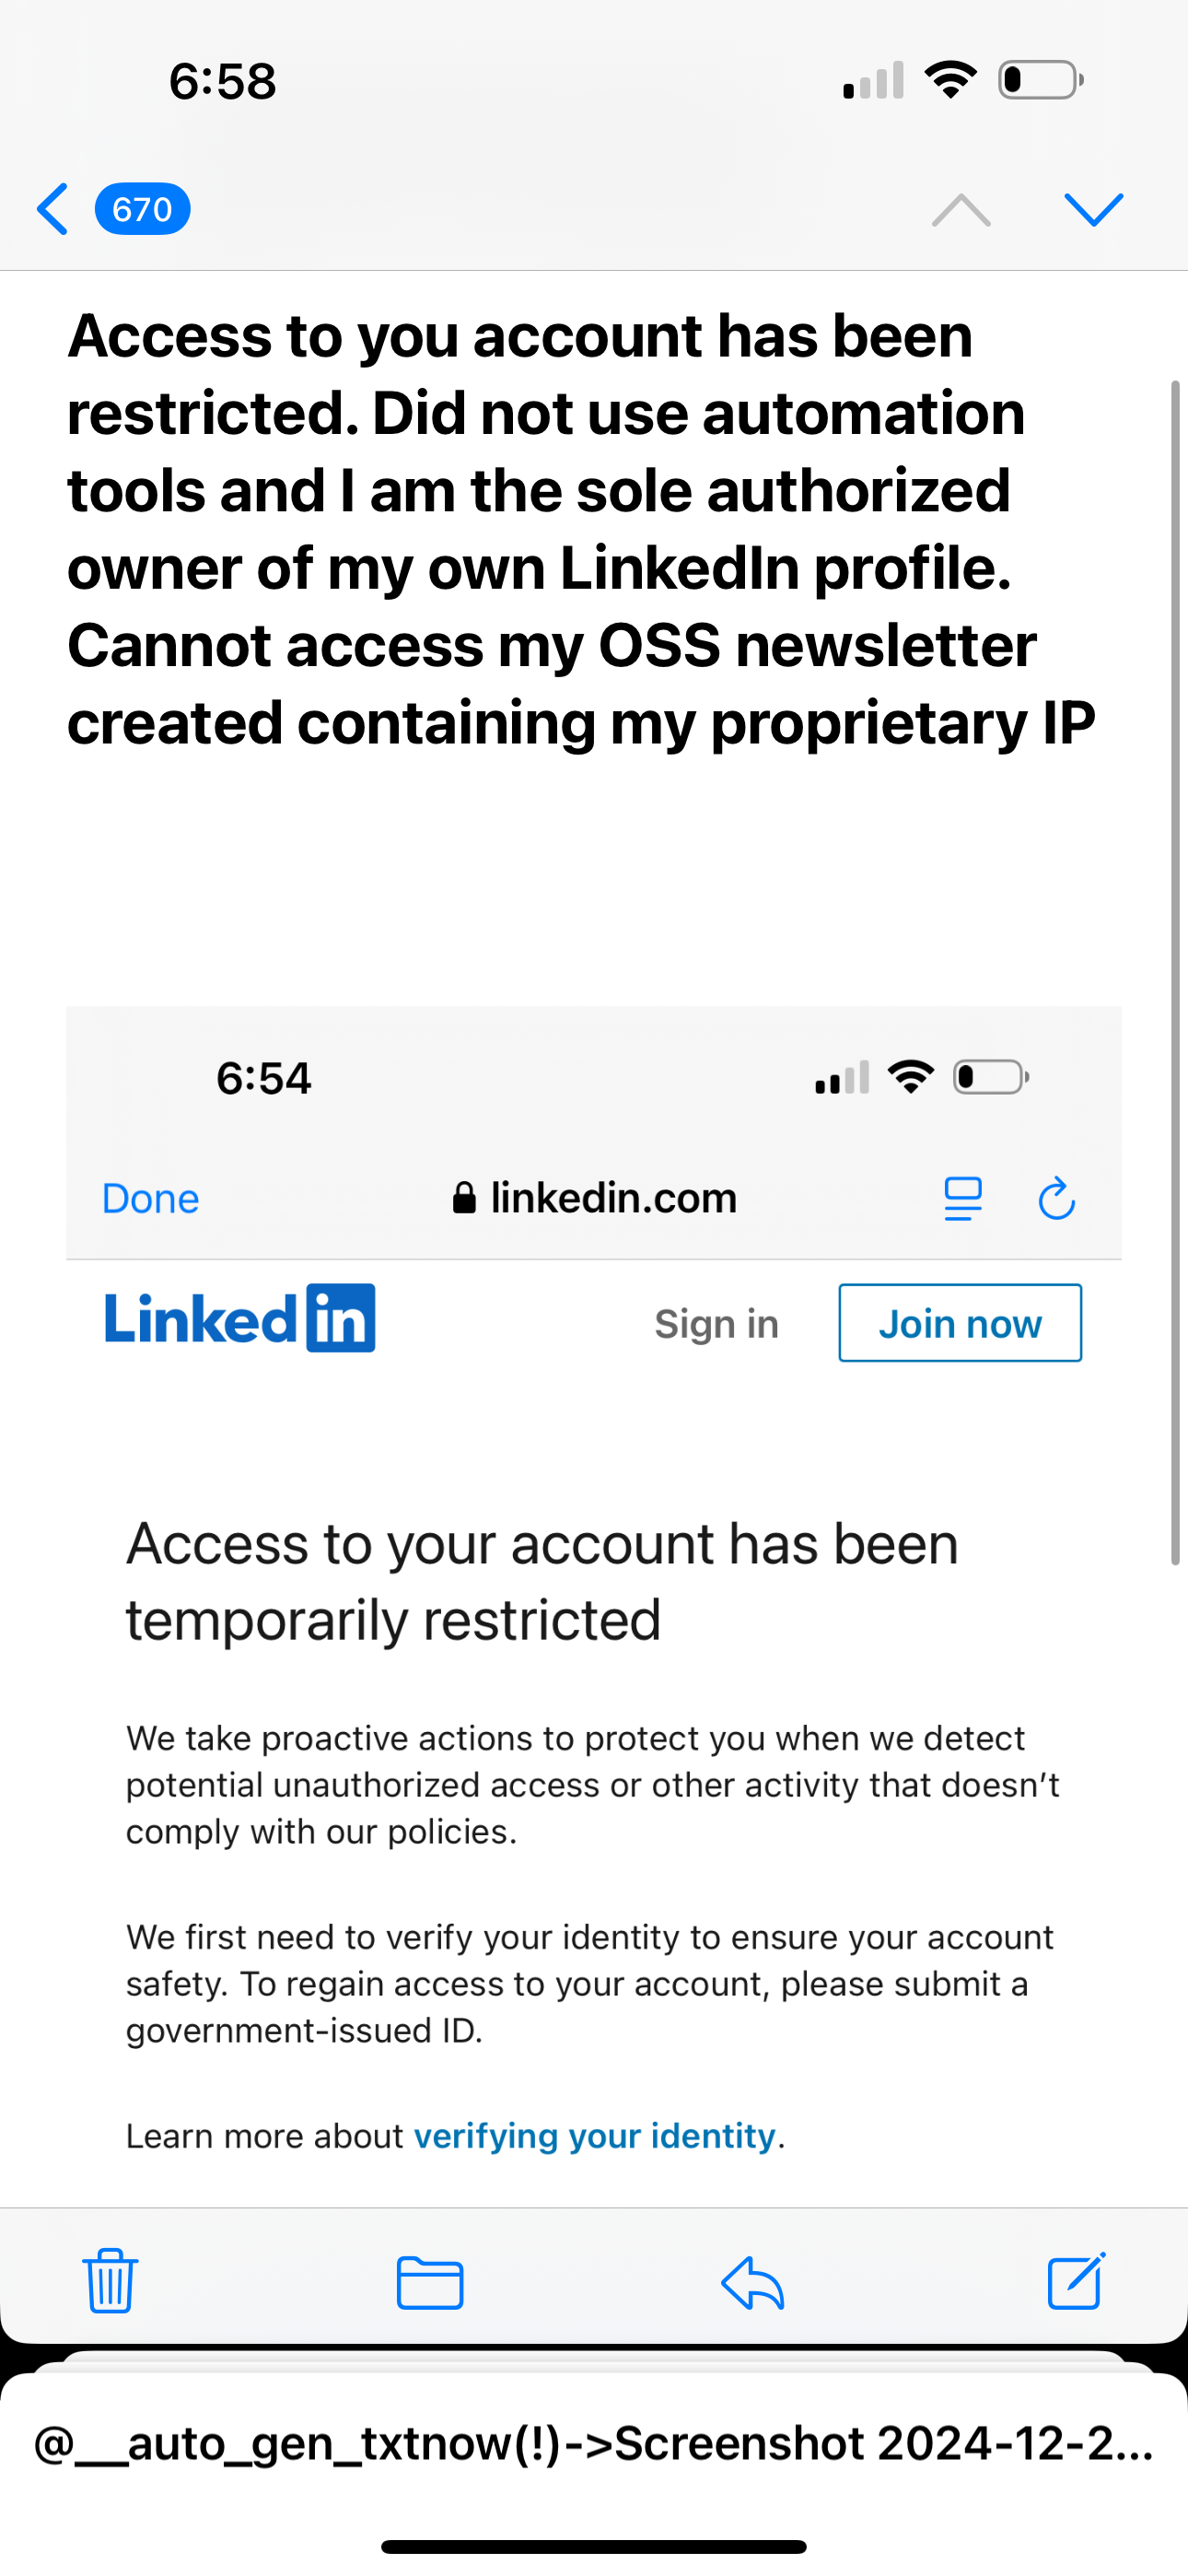 6:58
670
Access to you account has been
restricted. Did not use automation
tools and I am the sole authorized
owner of my own LinkedIn profile.
Cannot access my OSS newsletter
created containing my proprietary IP
6:54
Done
linkedin.com
Linked in
Sign in
Join now
Access to your account has been
temporarily restricted
We take proactive actions to protect you when we detect
potential unauthorized access or other activity that doesn’t
comply with our policies.
We first need to verify your identity to ensure your account
safety. To regain access to your account, please submit a
government-issued ID.
Learn more about verifying your identity.
@__auto_gen_txtnow(!)->Screenshot 2024-12-2...